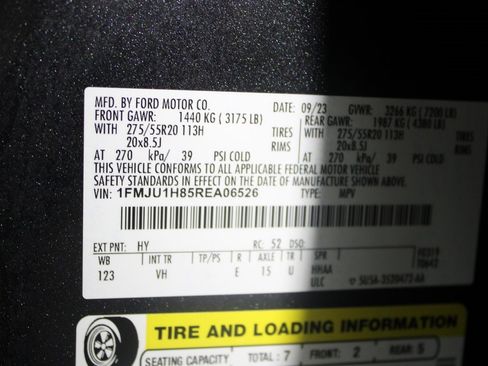 MFD. BY FORD MOTOR CO. DATE: 09/23 GVWR: 3266 KG (7200 LB)
FRONT GAWR: 1440 KG (3175 LB) REAR GAWR: 1987 KG (4380 LB)
WITH 275/55R20 113H TIRES WITH 275/55R20 113H
20x8.5J RIMS 20x8.5J
AT 270 kPa/ 39 PSI COLD AT 270 kPa/ 39 PSI COLD
THIS VEHICLE CONFORMS TO ALL APPLICABLE FEDERAL MOTOR VEHICLE
SAFETY STANDARDS IN EFFECT ON THE DATE OF MANUFACTURE SHOWN ABOVE.
VIN: 1FMJU1H85REA06526 TYPE: MPV
EXT PNT: HY RC: 52 DSO:
WB INT TR TP/PS R AXLE TR SPR
123 VH E 15 U HHAA
ULC
TIRE AND LOADING INFORMATION
SEATING CAPACITY TOTAL : 7 FRONT: 2 REAR: 5